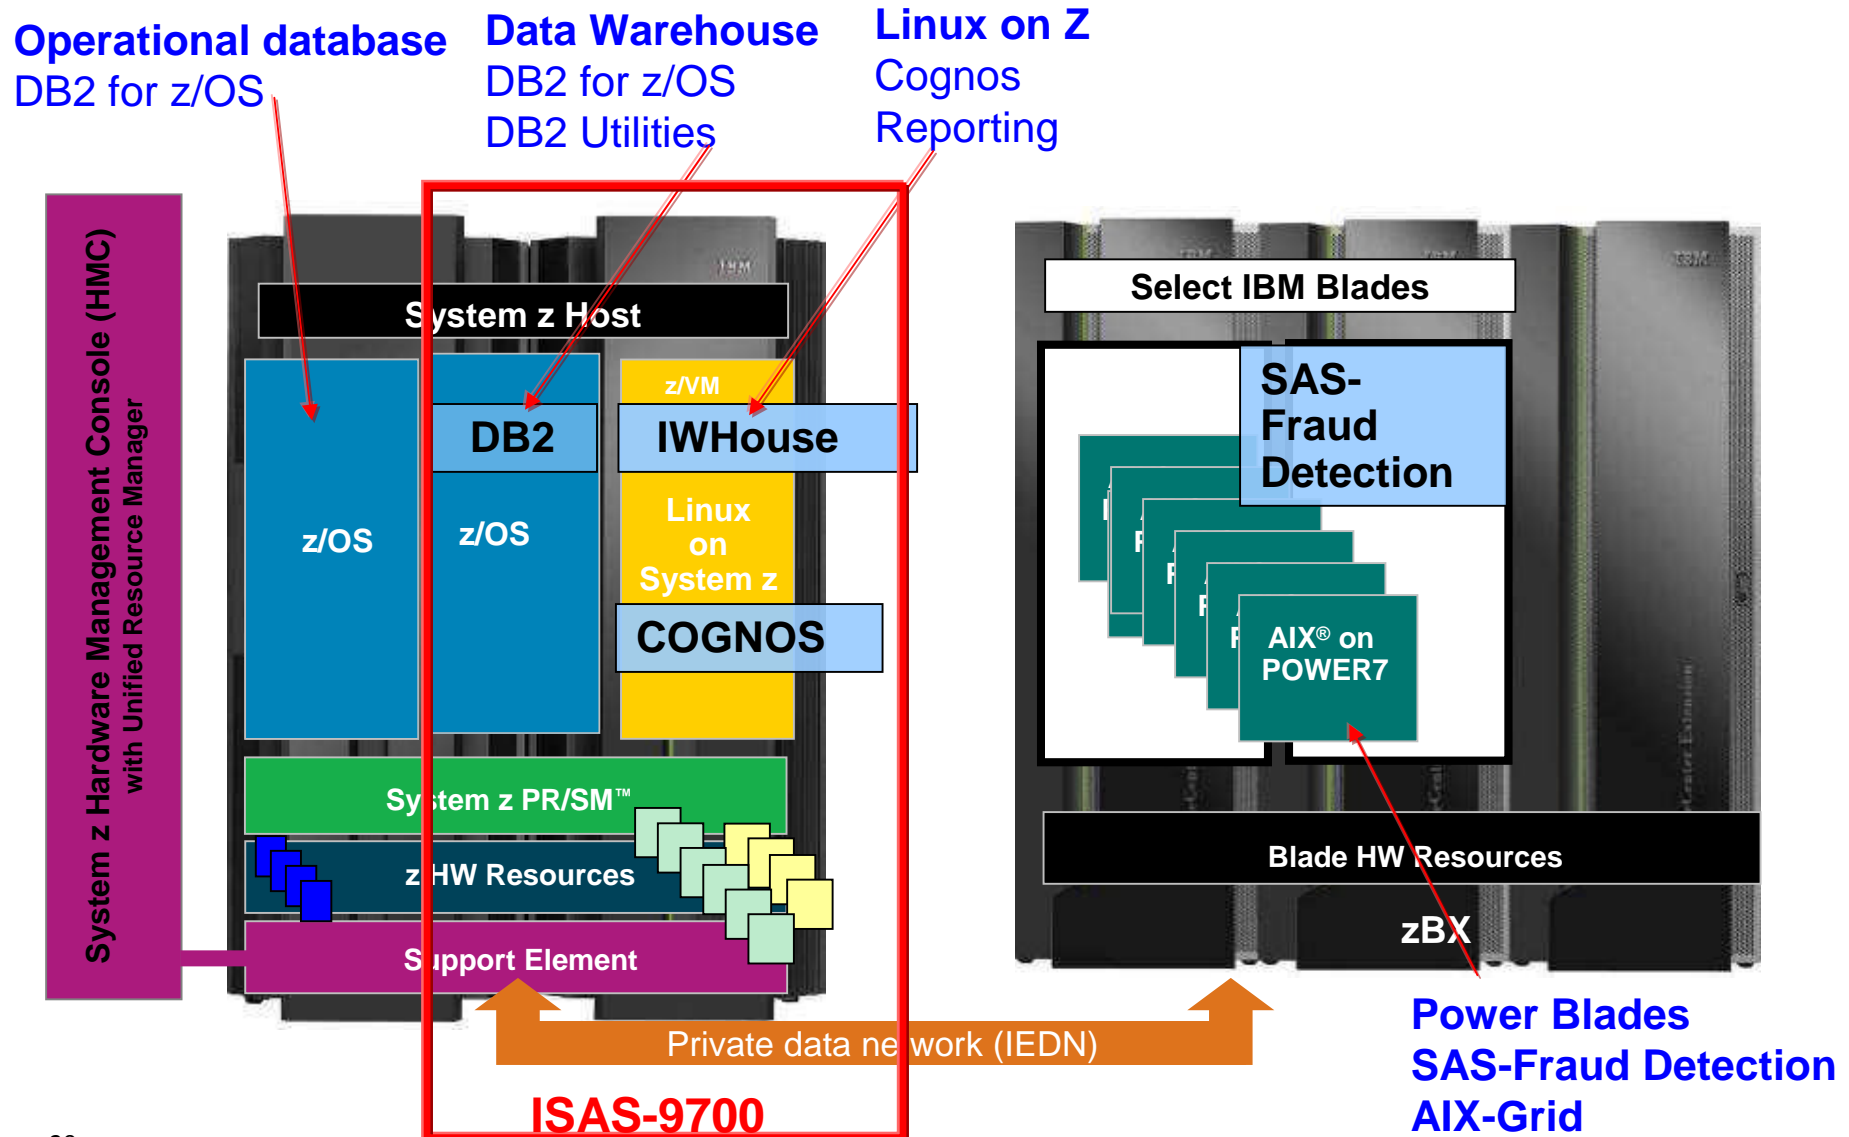 Operational database
DB2 for z/OS
Data Warehouse
DB2 for z/OS
DB2 Utilities
Linux on Z
Cognos
Reporting
System z Hardware Management Console (HMC)
with Unified Resource Manager
IBM
System z Host
z/OS
DB2
z/OS
z/VM
IWHouse
Linux
on
System z
COGNOS
System z PR/SM™
z HW Resources
Support Element
Private data network (IEDN)
ISAS-9700
IBM
IBM
Select IBM Blades
SAS-
Fraud
Detection
AIX® on
POWER7
Blade HW Resources
zBX
Power Blades
SAS-Fraud Detection
AIX-Grid